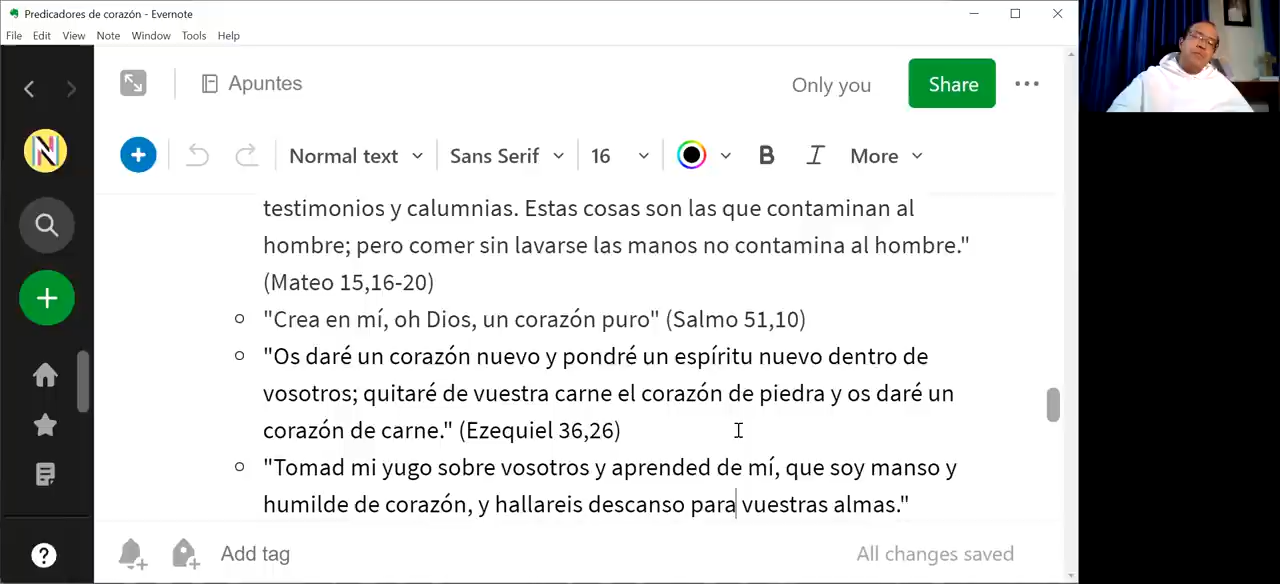 Predicadores de corazón - Evernote
File Edit View Note Window Tools Help
Apuntes
Only you
Share
Normal text
Sans Serif
16
B
I
More
testimonios y calumnias. Estas cosas son las que contaminan al
hombre; pero comer sin lavarse las manos no contamina al hombre."
(Mateo 15,16-20)
"Crea en mí, oh Dios, un corazón puro" (Salmo 51,10)
"Os daré un corazón nuevo y pondré un espíritu nuevo dentro de
vosotros; quitaré de vuestra carne el corazón de piedra y os daré un
corazón de carne." (Ezequiel 36,26)
"Tomad mi yugo sobre vosotros y aprended de mí, que soy manso y
humilde de corazón, y hallareis descanso para vuestras almas."
Add tag
All changes saved
N
?